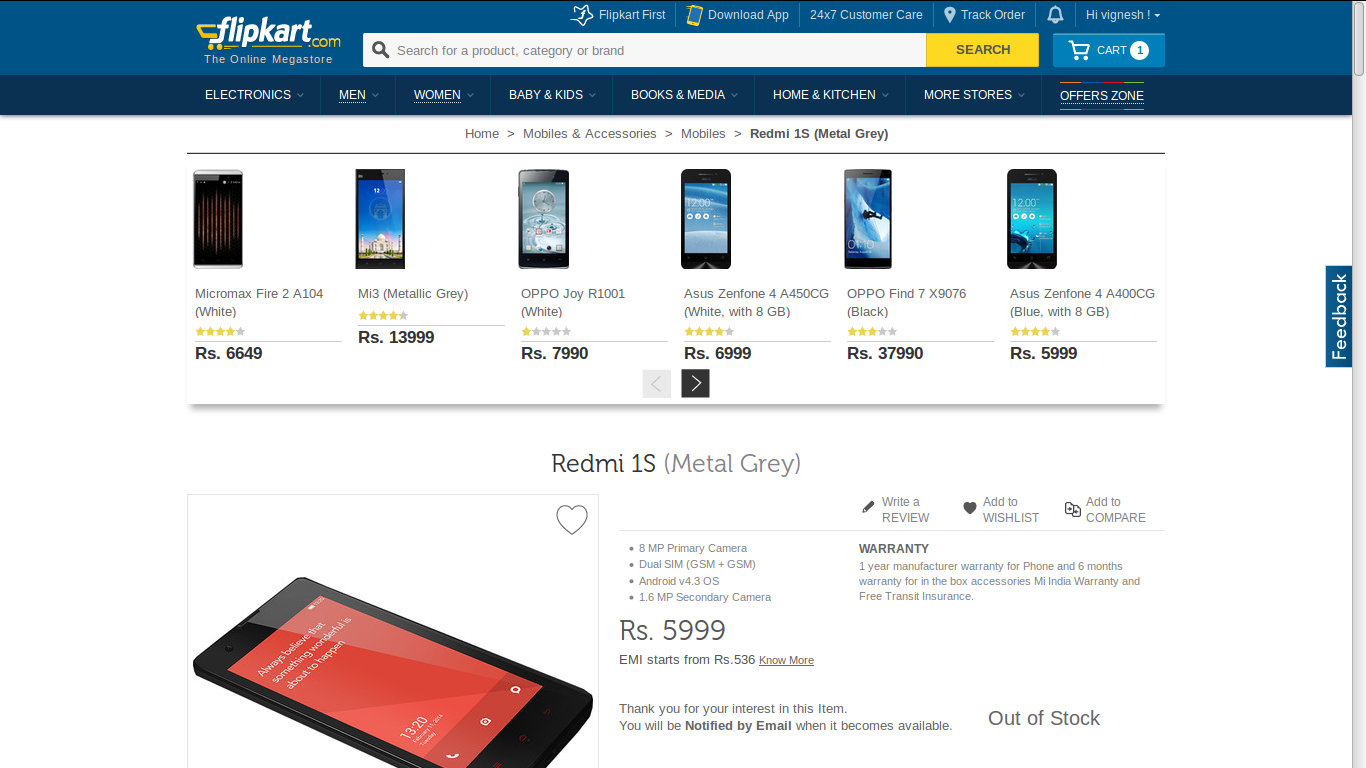 Flipkart First
Download App
24x7 Customer Care
Track Order
Hi vignesh !
flipkart.com
The Online Megastore
Search for a product, category or brand
SEARCH
CART 1
ELECTRONICS
MEN
WOMEN
BABY & KIDS
BOOKS & MEDIA
HOME & KITCHEN
MORE STORES
OFFERS ZONE
Home > Mobiles & Accessories > Mobiles > Redmi 1S (Metal Grey)
Micromax Fire 2 A104
(White)
Rs. 6649
Mi3 (Metallic Grey)
Rs. 13999
OPPO Joy R1001
(White)
Rs. 7990
Asus Zenfone 4 A450CG
(White, with 8 GB)
Rs. 6999
OPPO Find 7 X9076
(Black)
Rs. 37990
Asus Zenfone 4 A400CG
(Blue, with 8 GB)
Rs. 5999
Feedback
Redmi 1S (Metal Grey)
Write a
REVIEW
Add to
WISHLIST
Add to
COMPARE
8 MP Primary Camera
Dual SIM (GSM + GSM)
Android v4.3 OS
1.6 MP Secondary Camera
WARRANTY
1 year manufacturer warranty for Phone and 6 months
warranty for in the box accessories Mi India Warranty and
Free Transit Insurance.
Rs. 5999
EMI starts from Rs.536 Know More
Thank you for your interest in this Item.
You will be Notified by Email when it becomes available.
Out of Stock
Always believe that
something wonderful is
about to happen
13:20
February 11, 2014
Tuesday